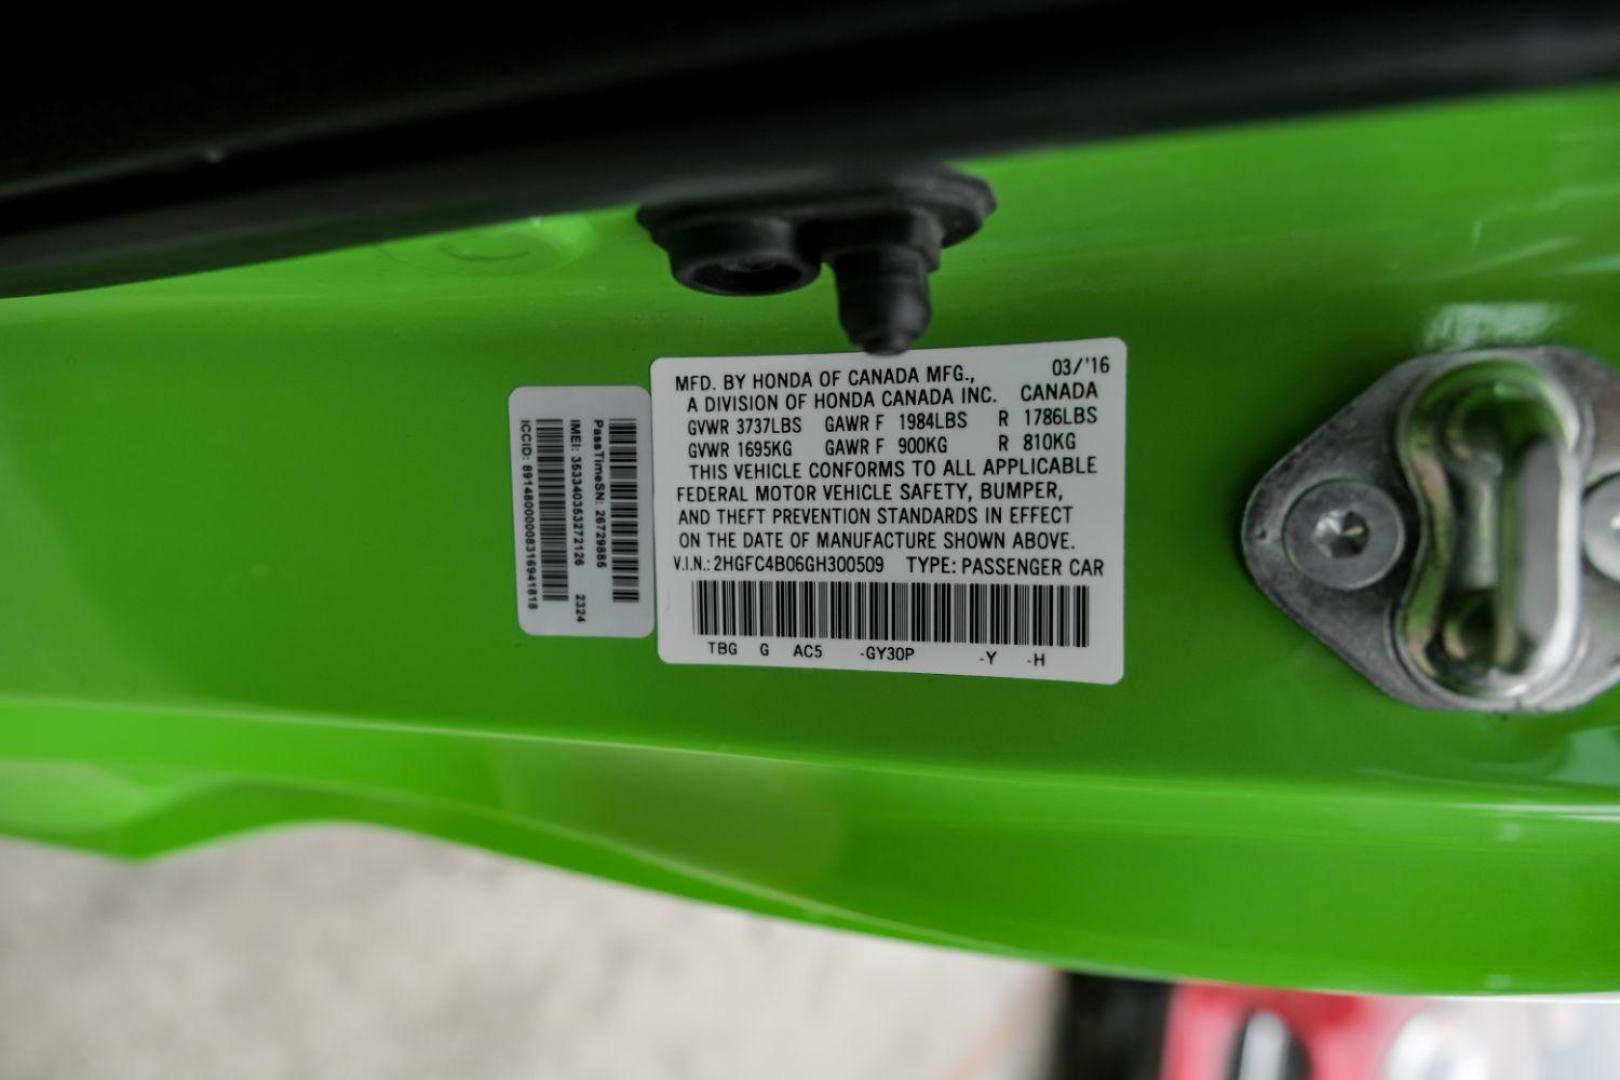 MFD. BY HONDA OF CANADA MFG., 03/'16
A DIVISION OF HONDA CANADA INC. CANADA
GVWR 3737LBS GAWR F 1984LBS R 1786LBS
GVWR 1695KG GAWR F 900KG R 810KG
THIS VEHICLE CONFORMS TO ALL APPLICABLE
FEDERAL MOTOR VEHICLE SAFETY, BUMPER,
AND THEFT PREVENTION STANDARDS IN EFFECT
ON THE DATE OF MANUFACTURE SHOWN ABOVE.
V.I.N.: 2HGFC4B06GH300509 TYPE: PASSENGER CAR
TBG G AC5 -GY30P -Y -H
PassTimeSN: 26729885
IMEI: 353340353272126 2324
ICCID: 89148000008316941818